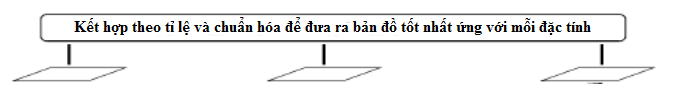 Kết hợp theo tỉ lệ và chuẩn hóa để đưa ra bản đồ tốt nhất ứng với mỗi đặc tính